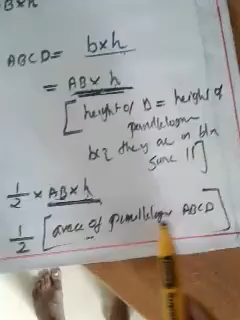 B×h
ABCD = b×h
= AB×h
[height of D = height of
parallelogram
bcz they are in b/n
same ||]
1/2 × AB×h
1/2 [area of parallelogram ABCD]